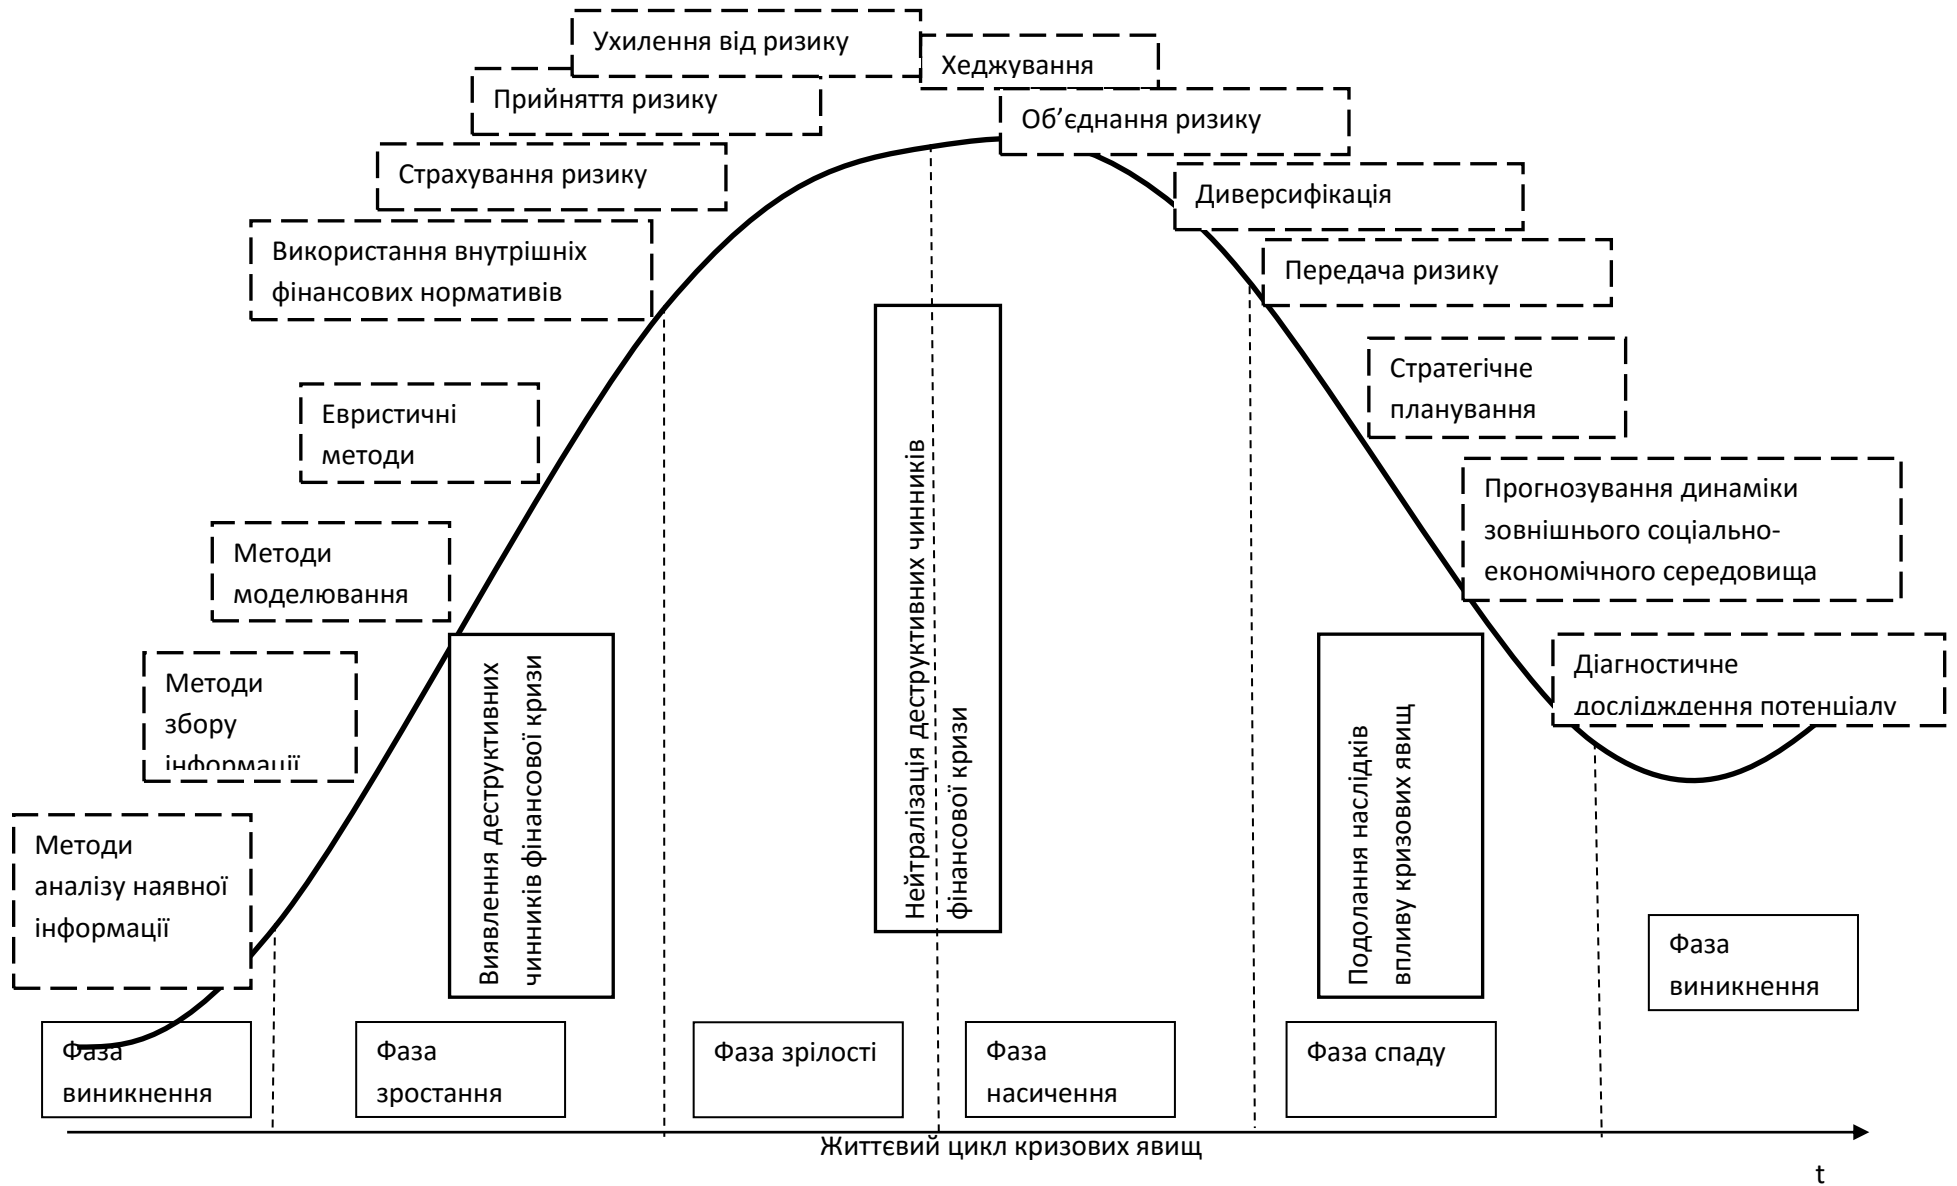 Ухилення від ризику
Хеджування
Прийняття ризику
Об’єднання ризику
Страхування ризику
Диверсифікація
Використання внутрішніх
фінансових нормативів
Передача ризику
Стратегічне
планування
Евристичні
методи
Прогнозування динаміки
зовнішнього соціально-
економічного середовища
Методи
моделювання
Методи
збору
інформації
Діагностичне
дослідження потенціалу
Методи
аналізу наявної
інформації
Виявлення деструктивних
чинників фінансової кризи
Нейтралізація деструктивних чинників
фінансової кризи
Подолання наслідків
впливу кризових явищ
Фаза
виникнення
Фаза
зростання
Фаза зрілості
Фаза
насичення
Фаза спаду
Фаза
виникнення
Життєвий цикл кризових явищ
t